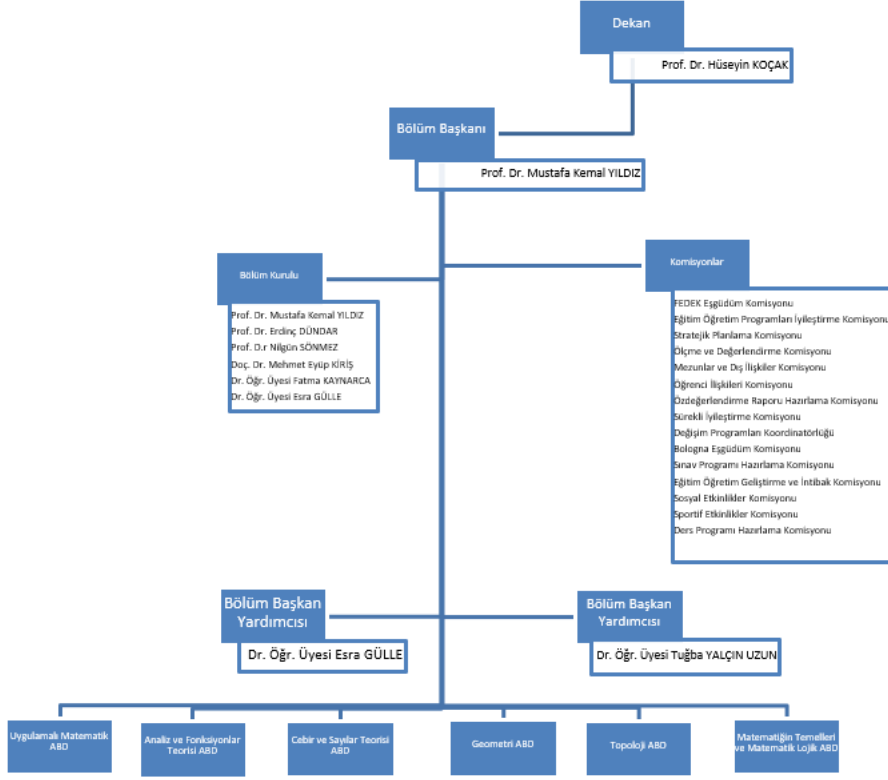 Dekan
Prof. Dr. Hüseyin KOÇAK
Bölüm Başkanı
Prof. Dr. Mustafa Kemal YILDIZ
Bölüm Kurulu
Prof. Dr. Mustafa Kemal YILDIZ
Prof. Dr. Erdinç DÜNDAR
Prof. D.r Nilgün SÖNMEZ
Doç. Dr. Mehmet Eyüp KİRİŞ
Dr. Öğr. Üyesi Fatma KAYNARCA
Dr. Öğr. Üyesi Esra GÜLLE
Komisyonlar
FEDEK Eşgüdüm Komisyonu
Eğitim Öğretim Programları İyileştirme Komisyonu
Stratejik Planlama Komisyonu
Ölçme ve Değerlendirme Komisyonu
Mezunlar ve Dış İlişkiler Komisyonu
Öğrenci İlişkileri Komisyonu
Özdeğerlendirme Raporu Hazırlama Komisyonu
Sürekli İyileştirme Komisyonu
Değişim Programları Koordinatörlüğü
Bologna Eşgüdüm Komisyonu
Sınav Programı Hazırlama Komisyonu
Eğitim Öğretim Geliştirme ve İntibak Komisyonu
Sosyal Etkinlikler Komisyonu
Sportif Etkinlikler Komisyonu
Ders Programı Hazırlama Komisyonu
Bölüm Başkan
Yardımcısı
Dr. Öğr. Üyesi Esra GÜLLE
Bölüm Başkan
Yardımcısı
Dr. Öğr. Üyesi Tuğba YALÇIN UZUN
Uygulamalı Matematik
ABD
Analiz ve Fonksiyonlar
Teorisi ABD
Cebir ve Sayılar Teorisi
ABD
Geometri ABD
Topoloji ABD
Matematiğin Temelleri
ve Matematik Lojik ABD